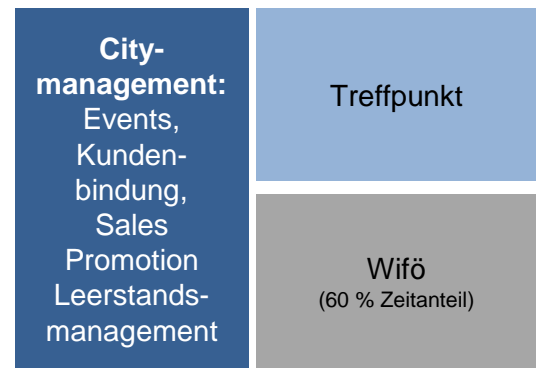 City-
management:
Events,
Kunden-
bindung,
Sales
Promotion
Leerstands-
management
Treffpunkt
Wifö
(60 % Zeitanteil)